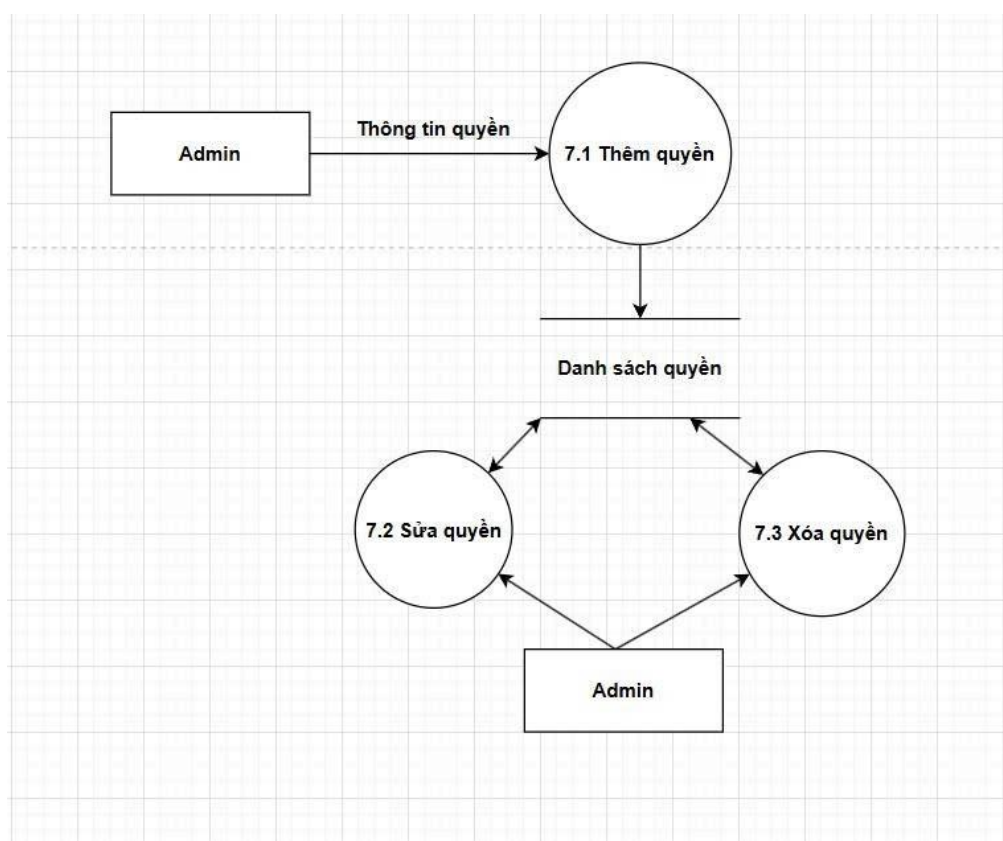 Thông tin quyền
Admin
7.1 Thêm quyền
Danh sách quyền
7.2 Sửa quyền
7.3 Xóa quyền
Admin